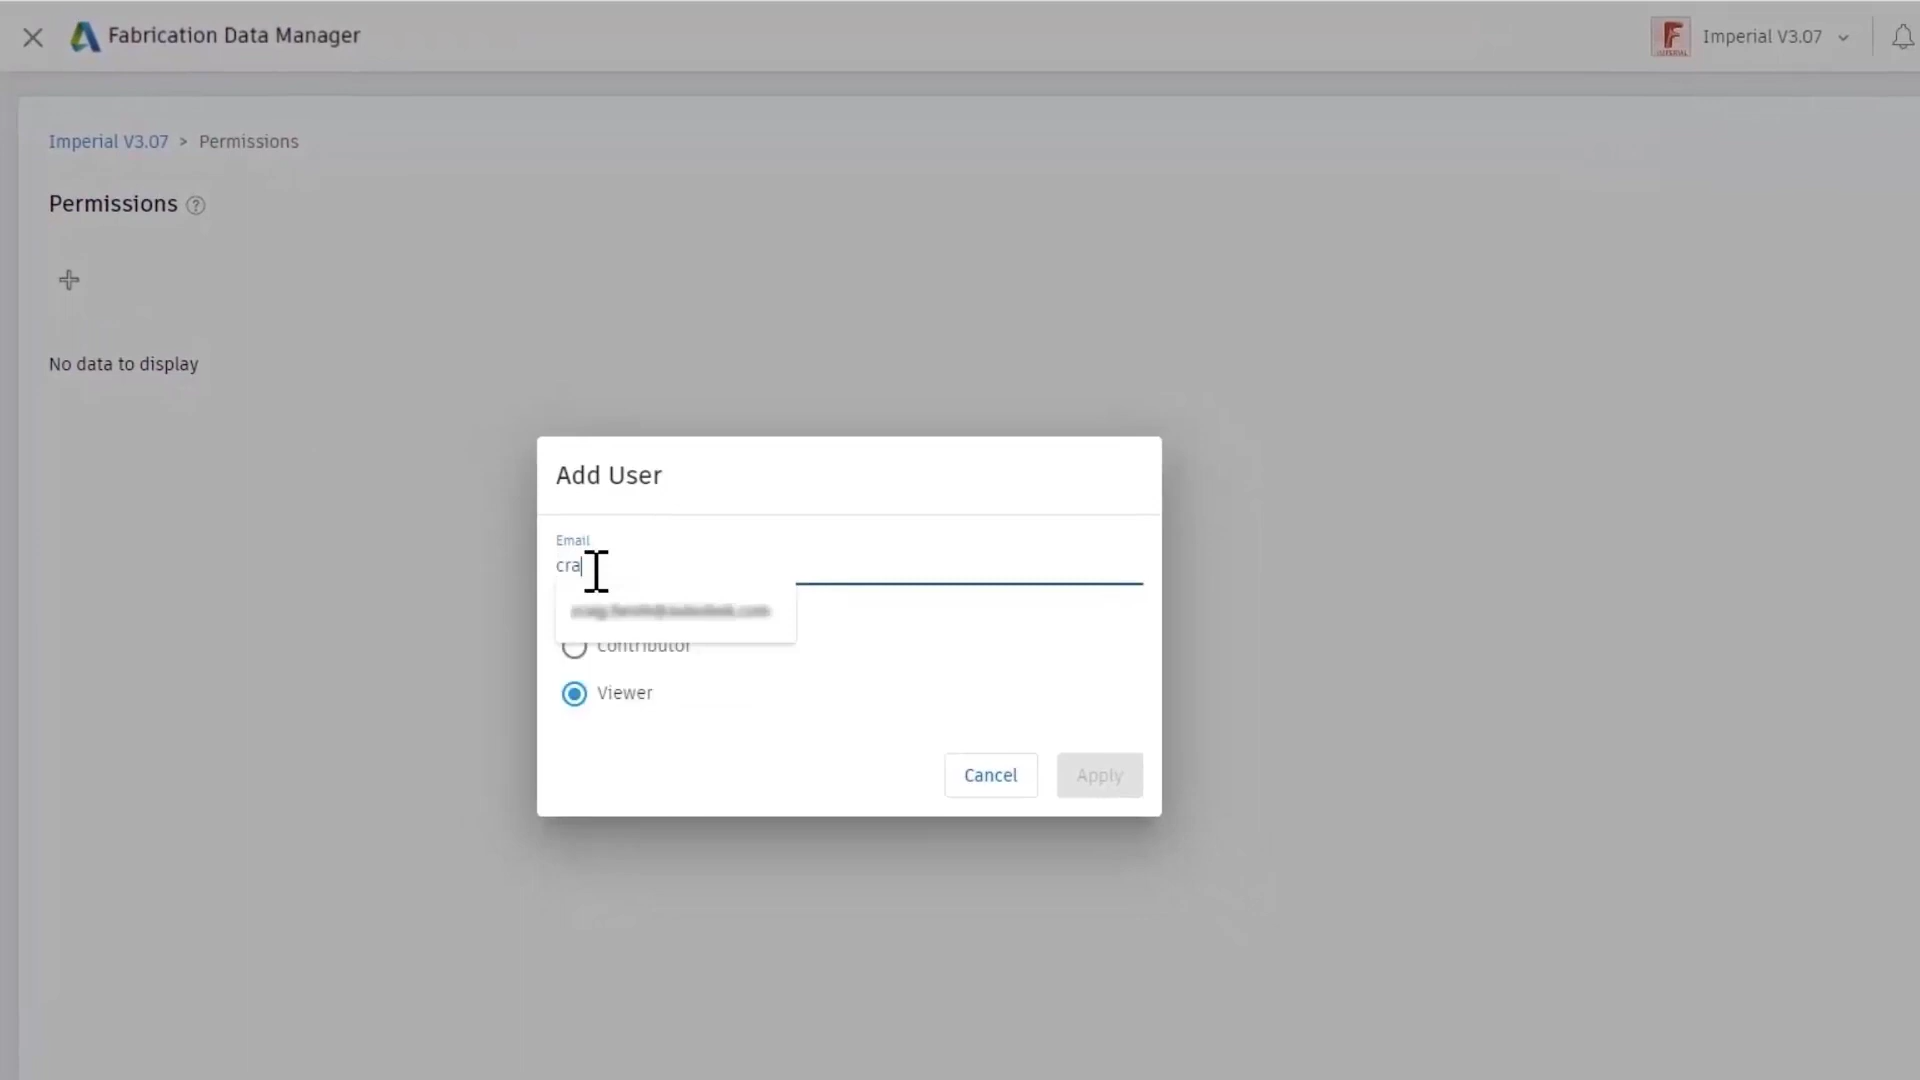 Fabrication Data Manager
Imperial V3.07
Imperial V3.07 > Permissions
Permissions ?
No data to display
Add User
Email
cra
Contributor
Viewer
Cancel
Apply